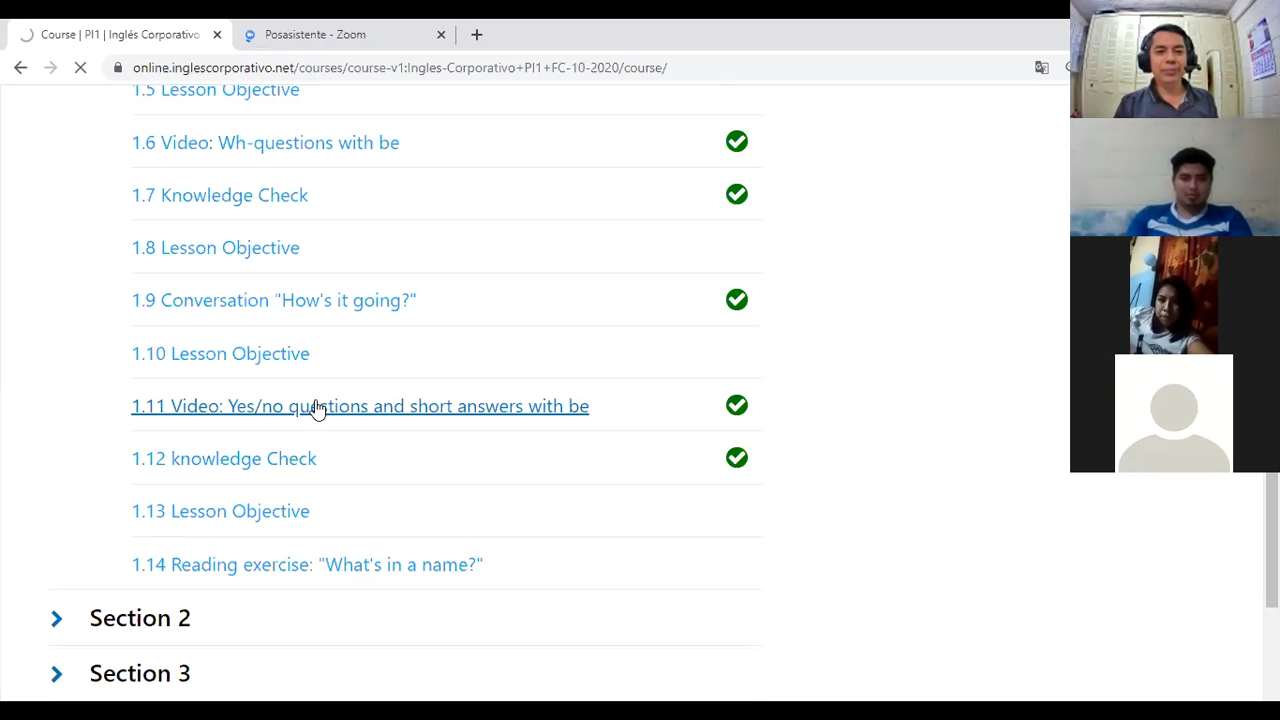 Course | PI1 | Inglés Corporativo
Posasistente - Zoom
online.inglescorporativo.net/courses/course-v1:Ingles-Corporativo+PI1+FC-10-2020/course/
1.5 Lesson Objective
1.6 Video: Wh-questions with be
1.7 Knowledge Check
1.8 Lesson Objective
1.9 Conversation "How's it going?"
1.10 Lesson Objective
1.11 Video: Yes/no questions and short answers with be
1.12 knowledge Check
1.13 Lesson Objective
1.14 Reading exercise: "What's in a name?"
Section 2
Section 3